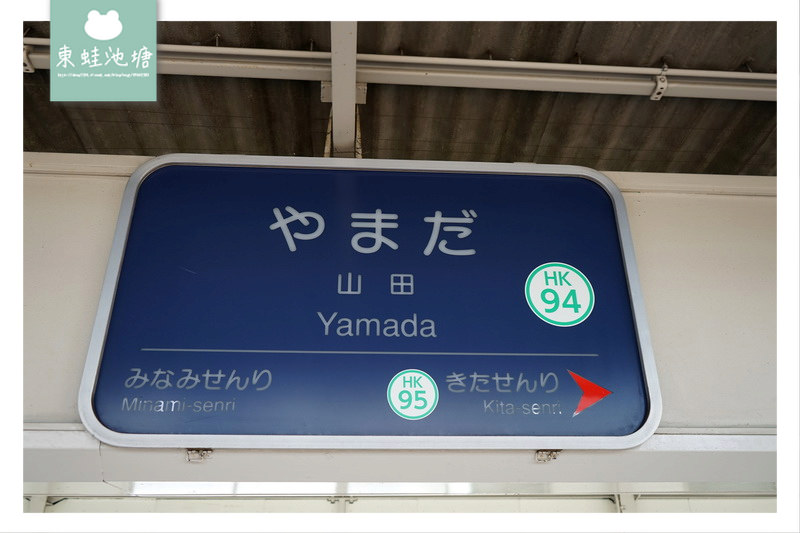 東蛙池塘
やまだ
山田
Yamada
HK
94
みなみせんり
Minami-senri
HK
95
きたせんり
Kita-senri